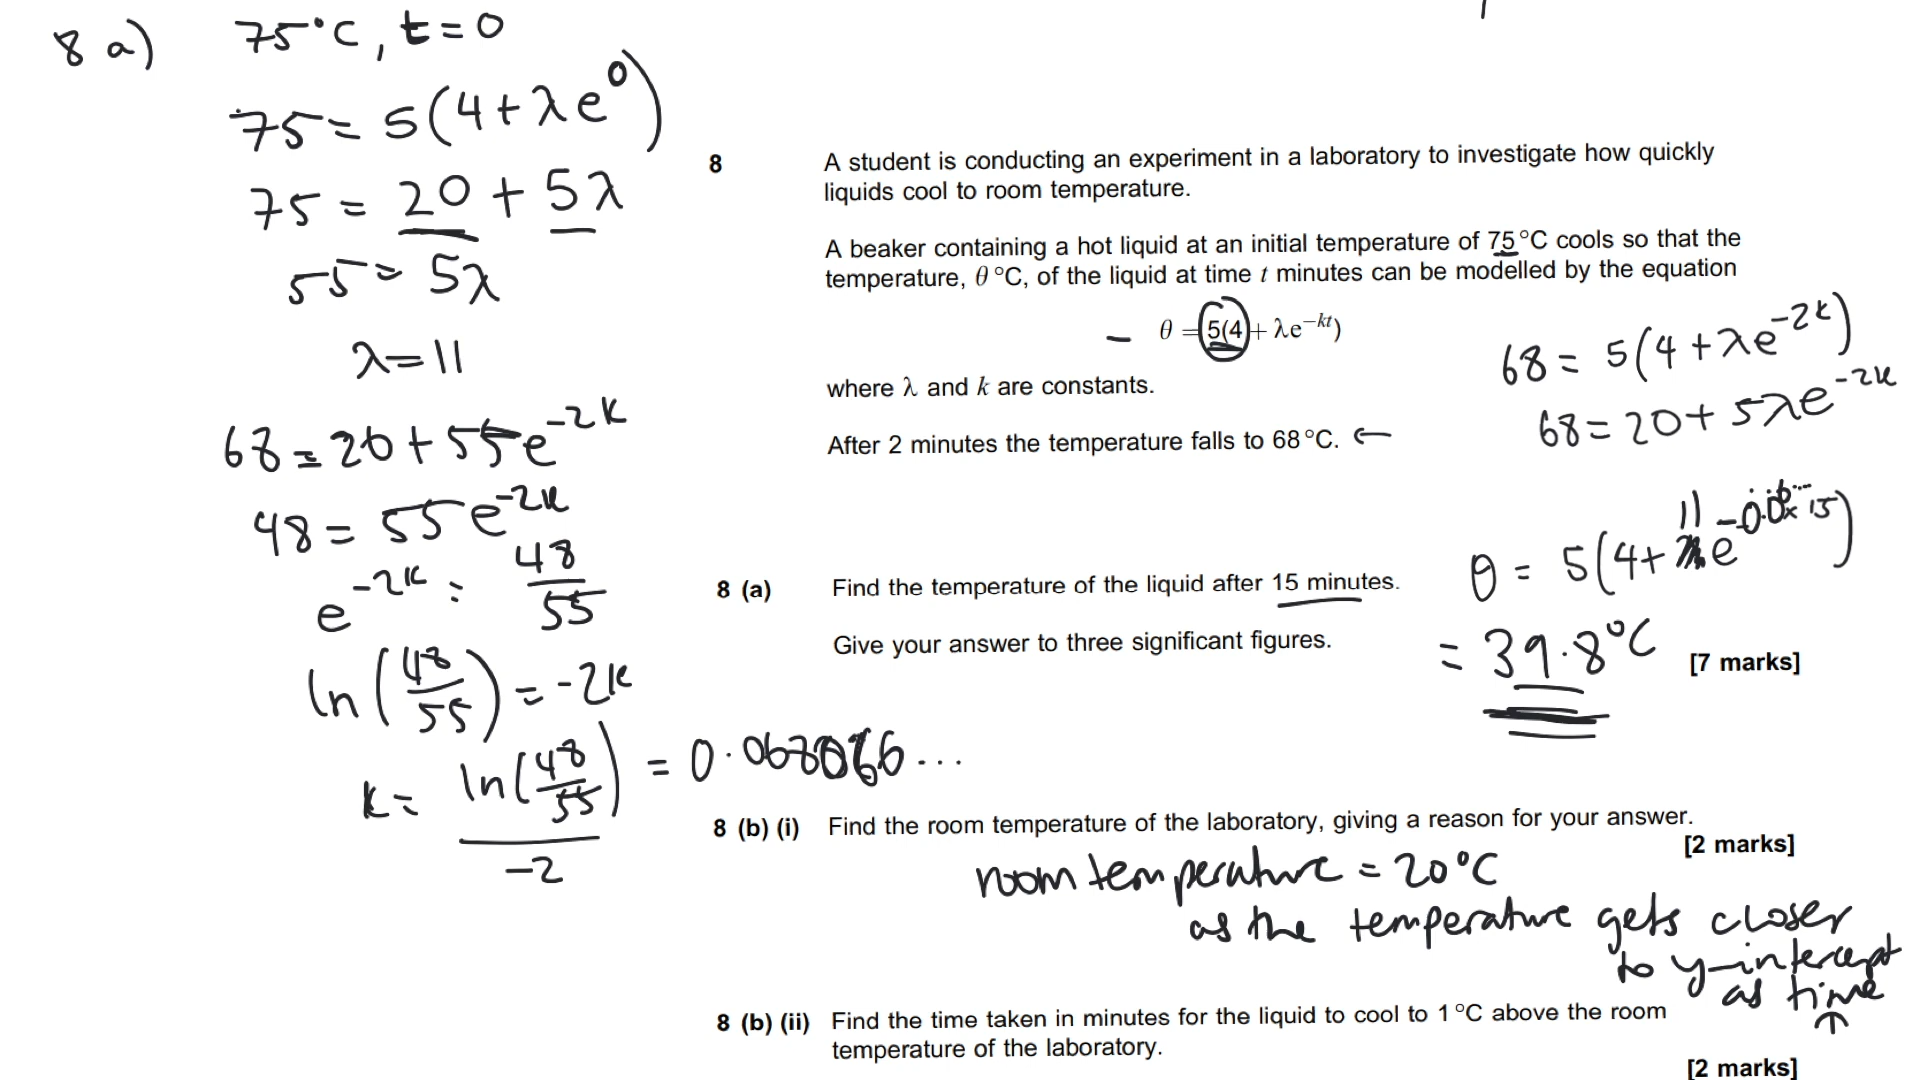 8 a) 75°C, t=0
75 = 5(4+λe⁰)
75 = 20 + 5λ
55 = 5λ
λ=11
68=20+55e⁻²ᵏ
48 = 55e⁻²ᵏ
e⁻²ᵏ = 48/55
ln(48/55) = -2k
k = ln(48/55)/-2 = 0.068066...
8 A student is conducting an experiment in a laboratory to investigate how quickly
liquids cool to room temperature.
A beaker containing a hot liquid at an initial temperature of 75°C cools so that the
temperature, θ °C, of the liquid at time t minutes can be modelled by the equation
θ = 5(4 + λe⁻ᵏᵗ)
where λ and k are constants.
After 2 minutes the temperature falls to 68°C. ←
68 = 5(4+λe⁻²ᵏ)
68 = 20+ 5λe⁻²ᵏ
8 (a) Find the temperature of the liquid after 15 minutes.
Give your answer to three significant figures.
[7 marks]
θ = 5(4+ 11e
= 39.8°C
8 (b) (i) Find the room temperature of the laboratory, giving a reason for your answer.
[2 marks]
room temperature = 20°C
as the temperature gets closer
to y-intercept
as time
↑
8 (b) (ii) Find the time taken in minutes for the liquid to cool to 1°C above the room
temperature of the laboratory.
[2 marks]